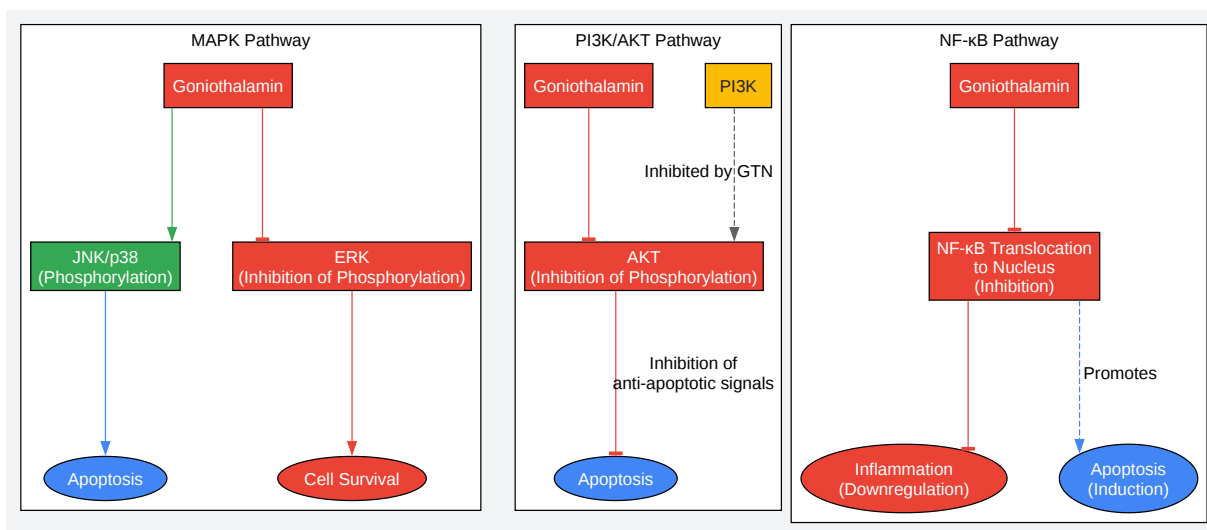 MAPK Pathway
Goniothalamin
JNK/p38
(Phosphorylation)
ERK
(Inhibition of Phosphorylation)
Apoptosis
Cell Survival
PI3K/AKT Pathway
Goniothalamin
PI3K
Inhibited by GTN
AKT
(Inhibition of Phosphorylation)
Inhibition of
anti-apoptotic signals
Apoptosis
NF-κB Pathway
Goniothalamin
NF-κB Translocation
to Nucleus
(Inhibition)
Promotes
Inflammation
(Downregulation)
Apoptosis
(Induction)